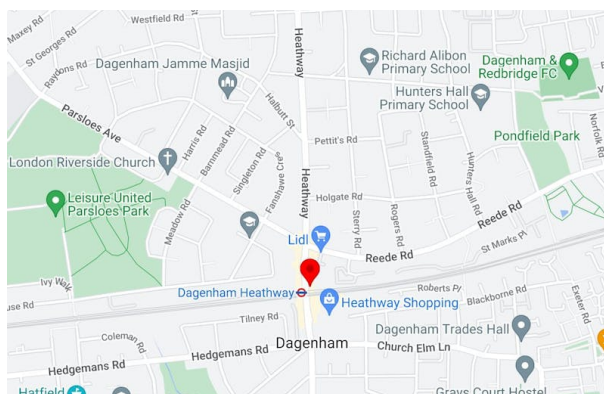 Westfield Rd
Maxey Rd
St Georges Rd
Raydons Rd
Heathway
Richard Alibon
Primary School
Dagenham &
Redbridge FC
Dagenham Jamme Masjid
Halbutt St
Hunters Hall
Primary School
Parsloes Ave
Norfolk Rd
Pettit's Rd
Pondfield Park
Harris Rd
Barnmead Rd
Standfield Rd
Hunters Hall Rd
London Riverside Church
Singleton Rd
Fanshawe Cres
Heathway
Holgate Rd
Leisure United
Parsloes Park
Meadow Rd
Sterry Rd
Rogers Rd
Reede Rd
Lidl
St Marks Pl
Reede Rd
Ivy Walk
Dagenham Heathway
Heathway Shopping
Roberts Pl
Blackborne Rd
Exeter Rd
use Rd
Tilney Rd
Dagenham Trades Hall
Coleman Rd
Dagenham
Church Elm Ln
Hedgemans Rd
Hedgemans Rd
Hatfield
Grays Court Hostel